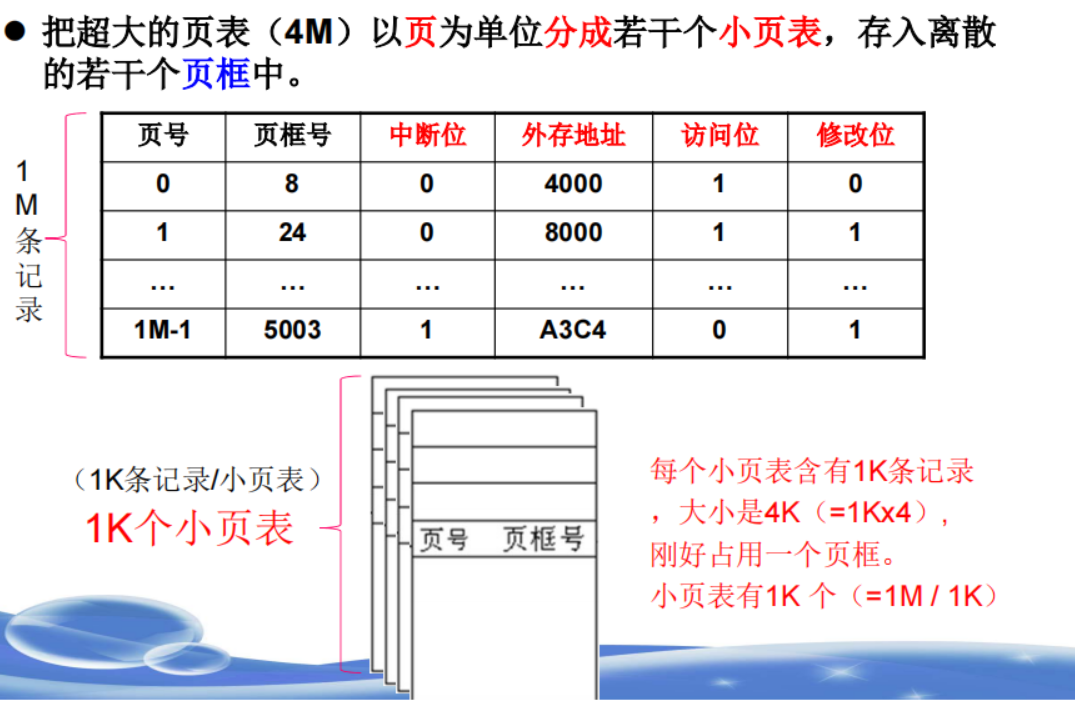 ● 把超大的页表（4M）以页为单位分成若干个小页表，存入离散
的若干个页框中。
1M条记录
页号 页框号 中断位 外存地址 访问位 修改位
0 8 0 4000 1 0
1 24 0 8000 1 1
… … … … … …
1M-1 5003 1 A3C4 0 1
（1K条记录/小页表）
1K个小页表
页号 页框号
每个小页表含有1K条记录
，大小是4K（=1Kx4）,
刚好占用一个页框。
小页表有1K 个（=1M / 1K）